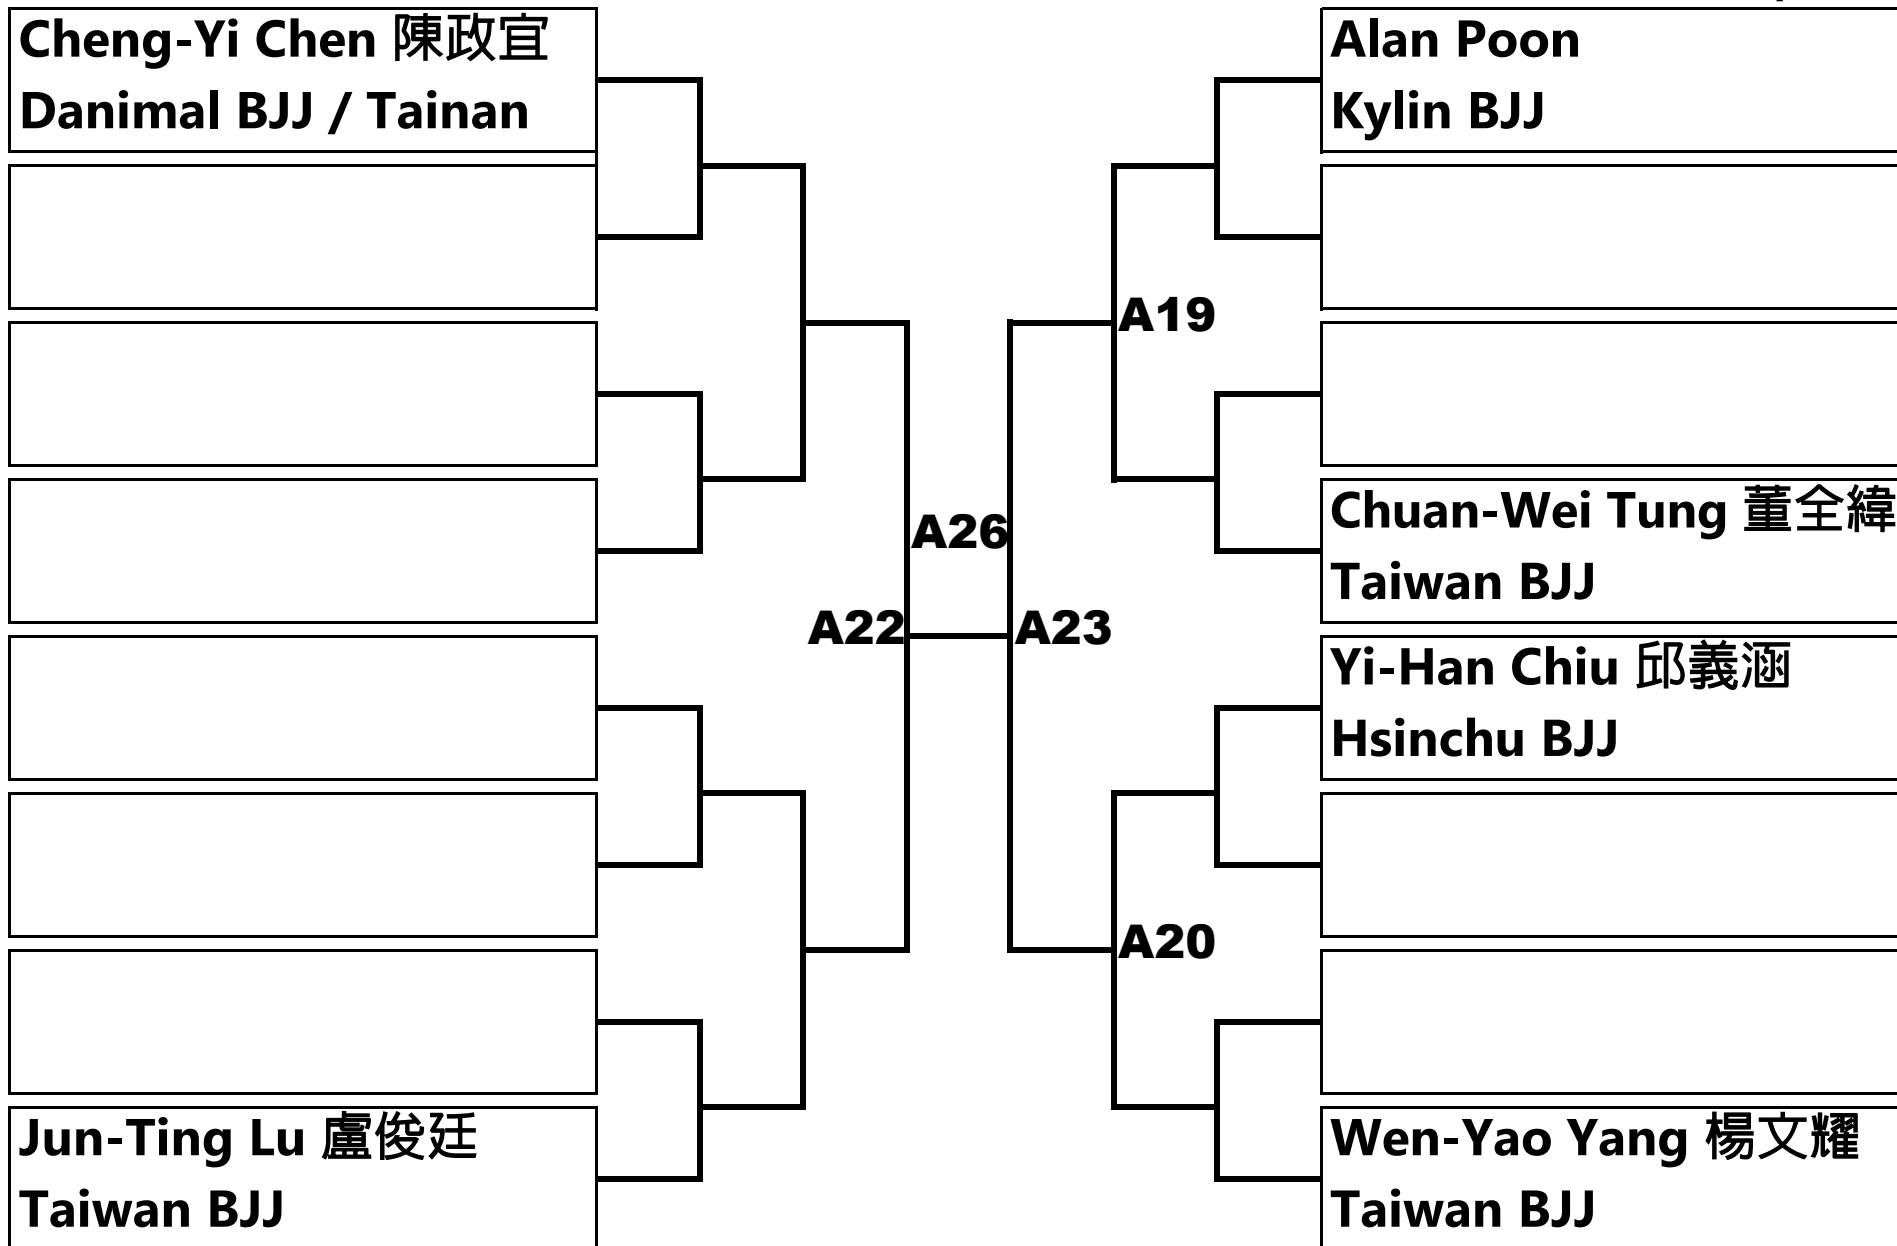 Cheng-Yi Chen 陳政宜
Danimal BJJ / Tainan
Jun-Ting Lu 盧俊廷
Taiwan BJJ
A22
A26
A23
A19
A20
Alan Poon
Kylin BJJ
Chuan-Wei Tung 董全緯
Taiwan BJJ
Yi-Han Chiu 邱義涵
Hsinchu BJJ
Wen-Yao Yang 楊文耀
Taiwan BJJ